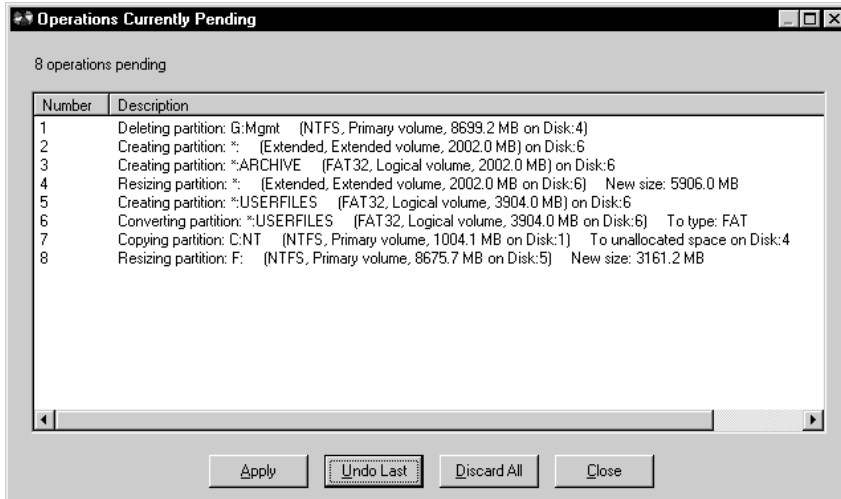 Operations Currently Pending
8 operations pending
Number Description
1 Deleting partition: G:Mgmt (NTFS, Primary volume, 8699.2 MB on Disk:4)
2 Creating partition: *: (Extended, Extended volume, 2002.0 MB) on Disk:6
3 Creating partition: *:ARCHIVE (FAT32, Logical volume, 2002.0 MB) on Disk:6
4 Resizing partition: *: (Extended, Extended volume, 2002.0 MB on Disk:6) New size: 5906.0 MB
5 Creating partition: *:USERFILES (FAT32, Logical volume, 3904.0 MB) on Disk:6
6 Converting partition: *:USERFILES (FAT32, Logical volume, 3904.0 MB on Disk:6) To type: FAT
7 Copying partition: C:NT (NTFS, Primary volume, 1004.1 MB on Disk:1) To unallocated space on Disk:4
8 Resizing partition: F: (NTFS, Primary volume, 8675.7 MB on Disk:5) New size: 3161.2 MB
Apply Undo Last Discard All Close